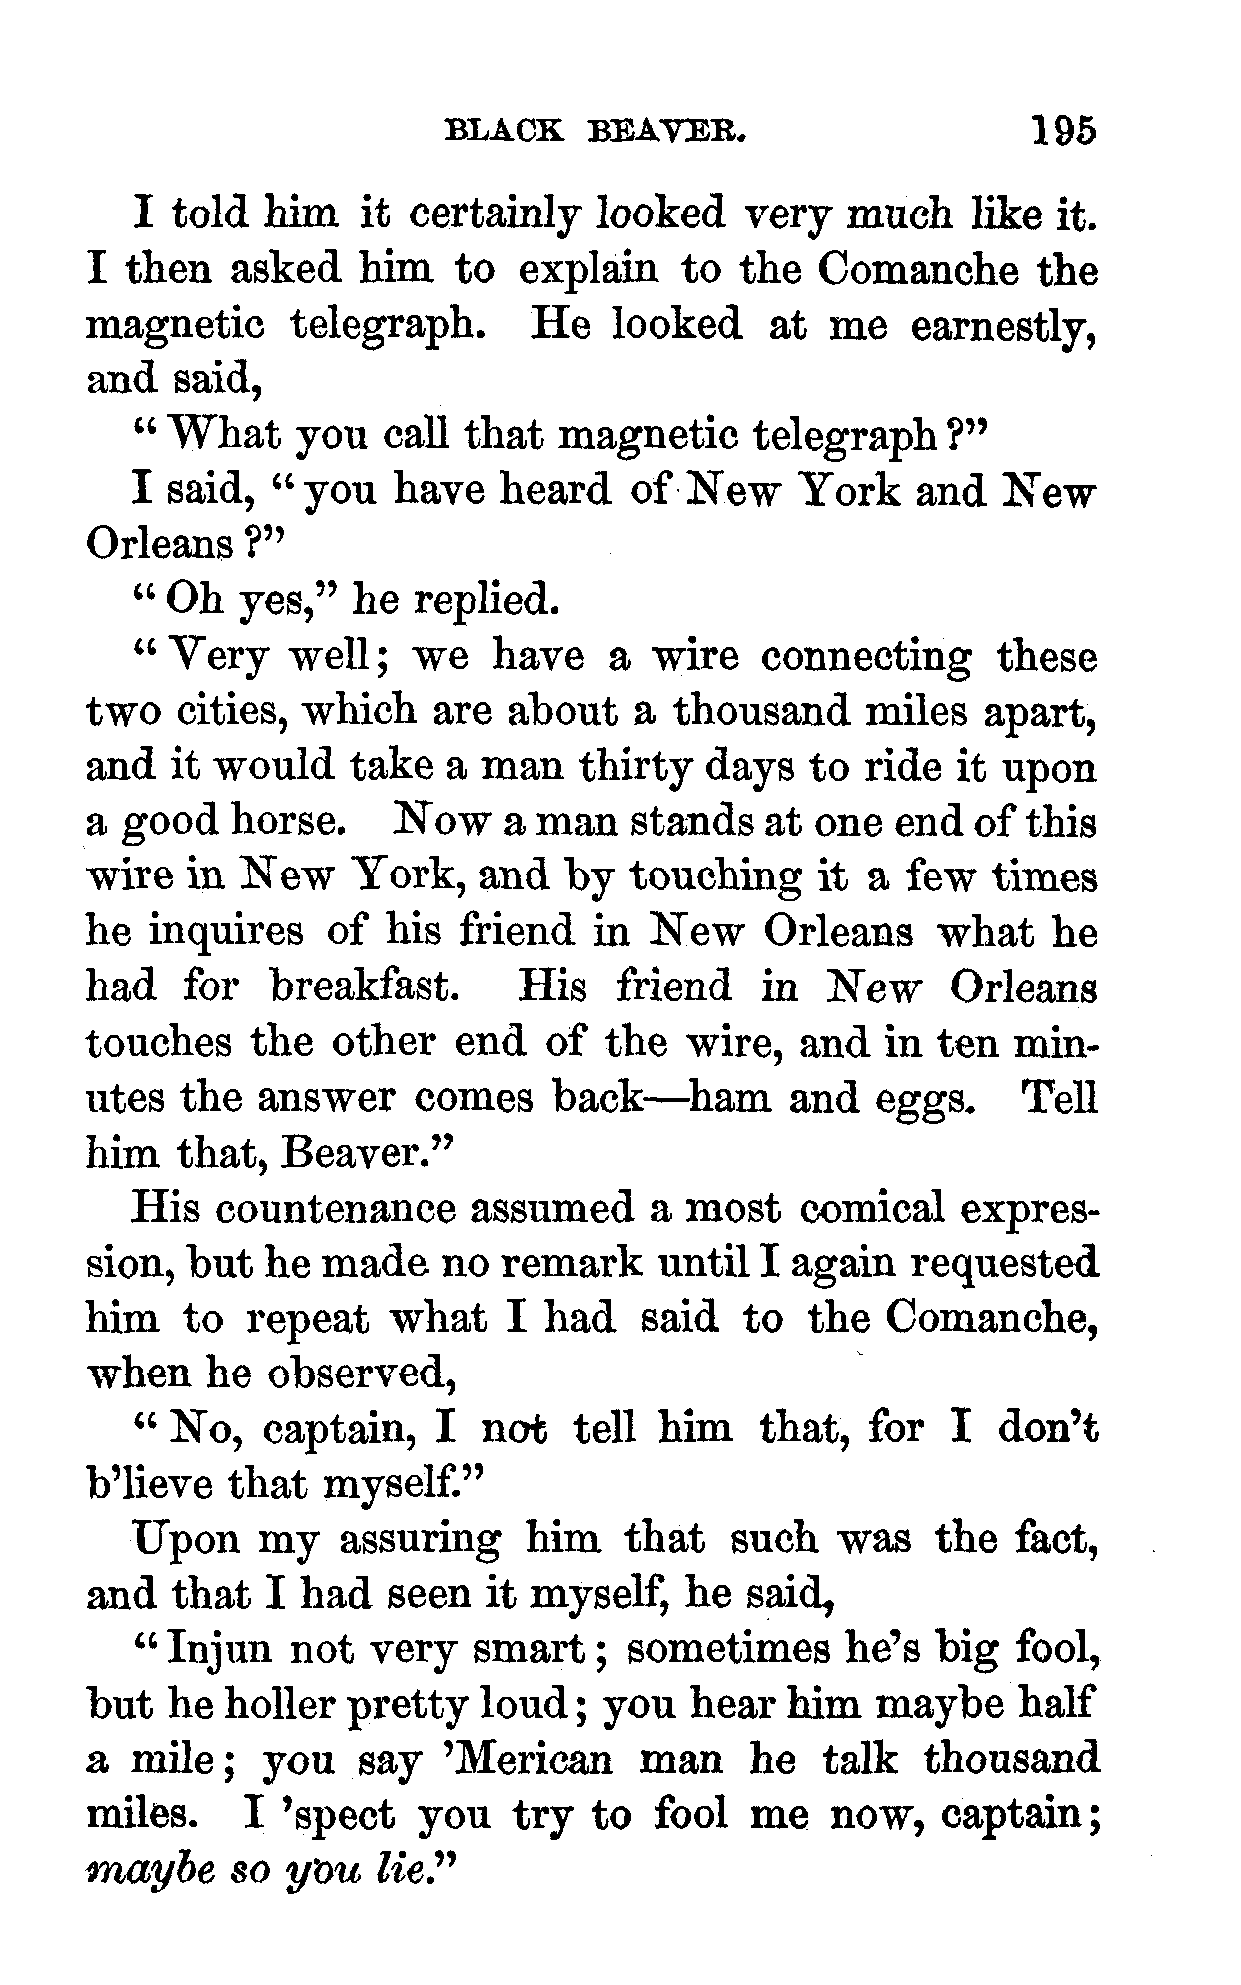 BLACK BEAVER. 195
I told him it certainly looked very much like it.
I then asked him to explain to the Comanche the
magnetic telegraph. He looked at me earnestly,
and said,
“ What you call that magnetic telegraph ?”
I said, “ you have heard of New York and New
Orleans ?”
“ Oh yes,” he replied.
“ Very well ; we have a wire connecting these
two cities, which are about a thousand miles apart,
and it would take a man thirty days to ride it upon
a good horse. Now a man stands at one end of this
wire in New York, and by touching it a few times
he inquires of his friend in New Orleans what he
had for breakfast. His friend in New Orleans
touches the other end of the wire, and in ten min-
utes the answer comes back—ham and eggs. Tell
him that, Beaver.”
His countenance assumed a most comical expres-
sion, but he made no remark until I again requested
him to repeat what I had said to the Comanche,
when he observed,
“ No, captain, I not tell him that, for I don’t
b’lieve that myself.”
Upon my assuring him that such was the fact,
and that I had seen it myself, he said,
“ Injun not very smart ; sometimes he’s big fool,
but he holler pretty loud ; you hear him maybe half
a mile ; you say ’Merican man he talk thousand
miles. I ’spect you try to fool me now, captain ;
maybe so you lie.”